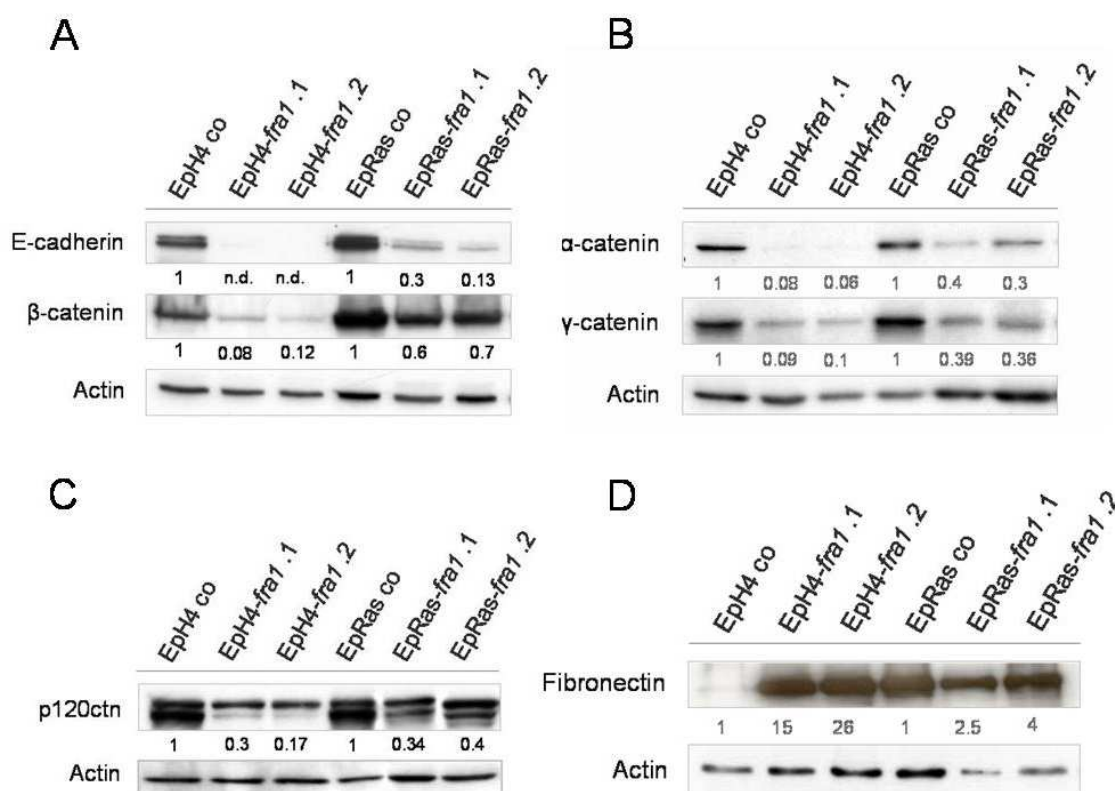 A
EpH4 co
EpH4-fra1.1
EpH4-fra1.2
EpRas co
EpRas-fra1.1
EpRas-fra1.2
E-cadherin
1 n.d. n.d. 1 0.3 0.13
β-catenin
1 0.08 0.12 1 0.6 0.7
Actin
B
EpH4 co
EpH4-fra1.1
EpH4-fra1.2
EpRas co
EpRas-fra1.1
EpRas-fra1.2
α-catenin
1 0.08 0.06 1 0.4 0.3
γ-catenin
1 0.09 0.1 1 0.39 0.36
Actin
C
EpH4 co
EpH4-fra1.1
EpH4-fra1.2
EpRas co
EpRas-fra1.1
EpRas-fra1.2
p120ctn
1 0.3 0.17 1 0.34 0.4
Actin
D
EpH4 co
EpH4-fra1.1
EpH4-fra1.2
EpRas co
EpRas-fra1.1
EpRas-fra1.2
Fibronectin
1 15 26 1 2.5 4
Actin